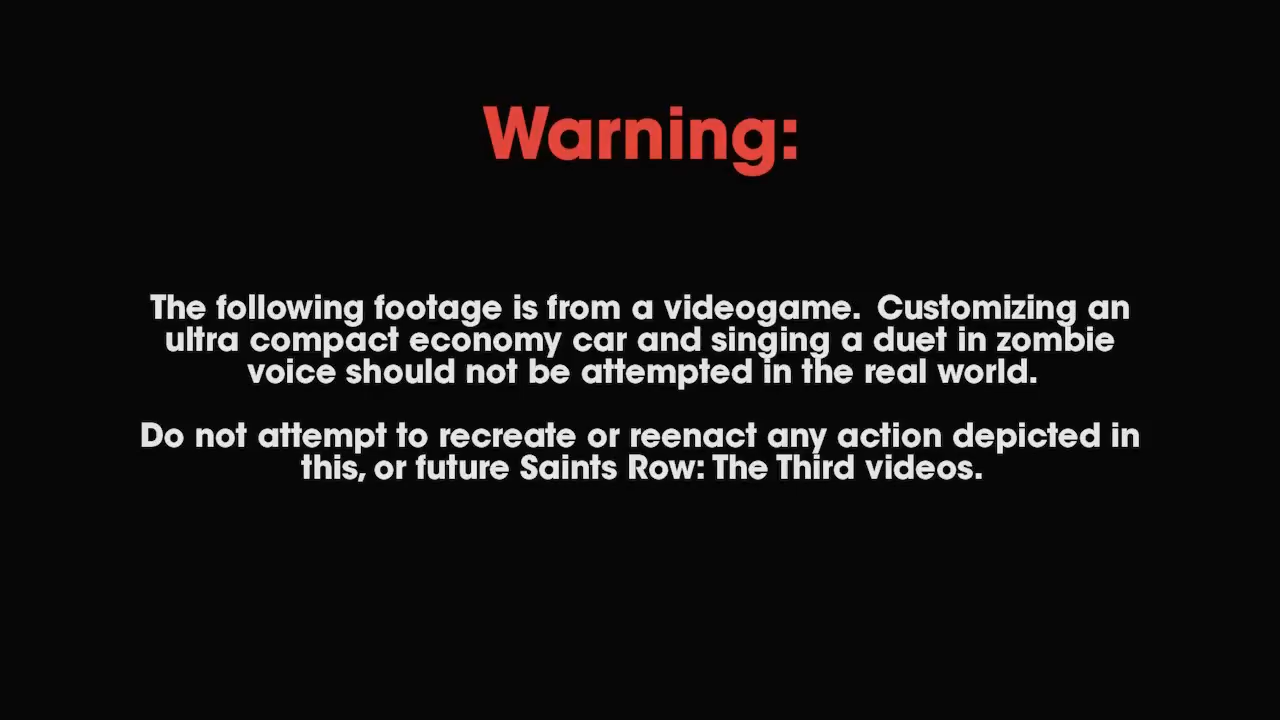 Warning:
The following footage is from a videogame.  Customizing an
ultra compact economy car and singing a duet in zombie
voice should not be attempted in the real world.
Do not attempt to recreate or reenact any action depicted in
this, or future Saints Row: The Third videos.